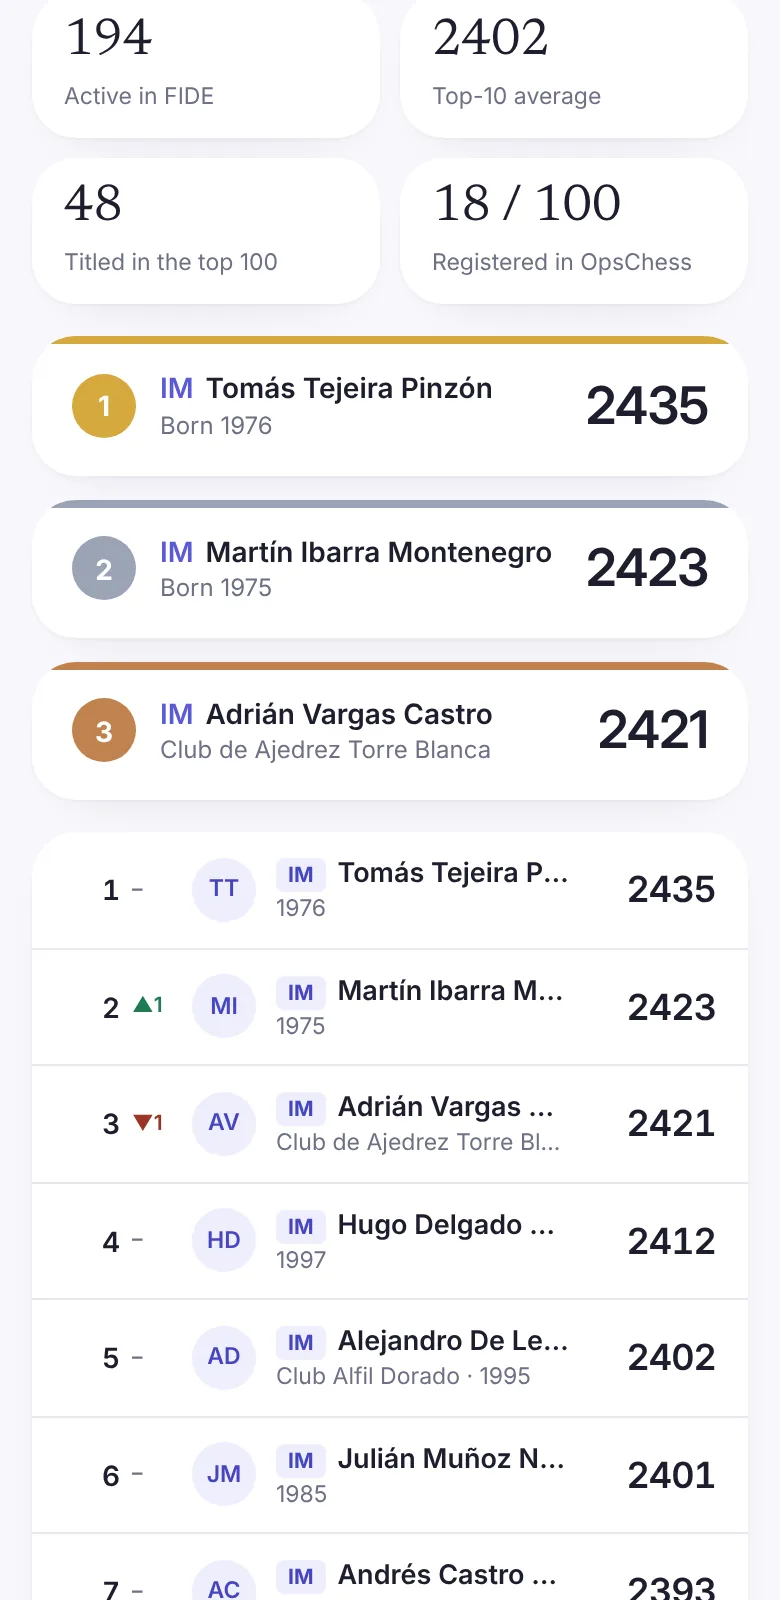 194
Active in FIDE
2402
Top-10 average
48
Titled in the top 100
18 / 100
Registered in OpsChess
1
IM Tomás Tejeira Pinzón
Born 1976
2435
2
IM Martín Ibarra Montenegro
Born 1975
2423
3
IM Adrián Vargas Castro
Club de Ajedrez Torre Blanca
2421
1 – TT IM Tomás Tejeira P... 2435
1976
2 ▲1 MI IM Martín Ibarra M... 2423
1975
3 ▼1 AV IM Adrián Vargas ... 2421
Club de Ajedrez Torre Bl...
4 – HD IM Hugo Delgado ... 2412
1997
5 – AD IM Alejandro De Le... 2402
Club Alfil Dorado · 1995
6 – JM IM Julián Muñoz N... 2401
1985
7 – AC IM Andrés Castro ... 2393